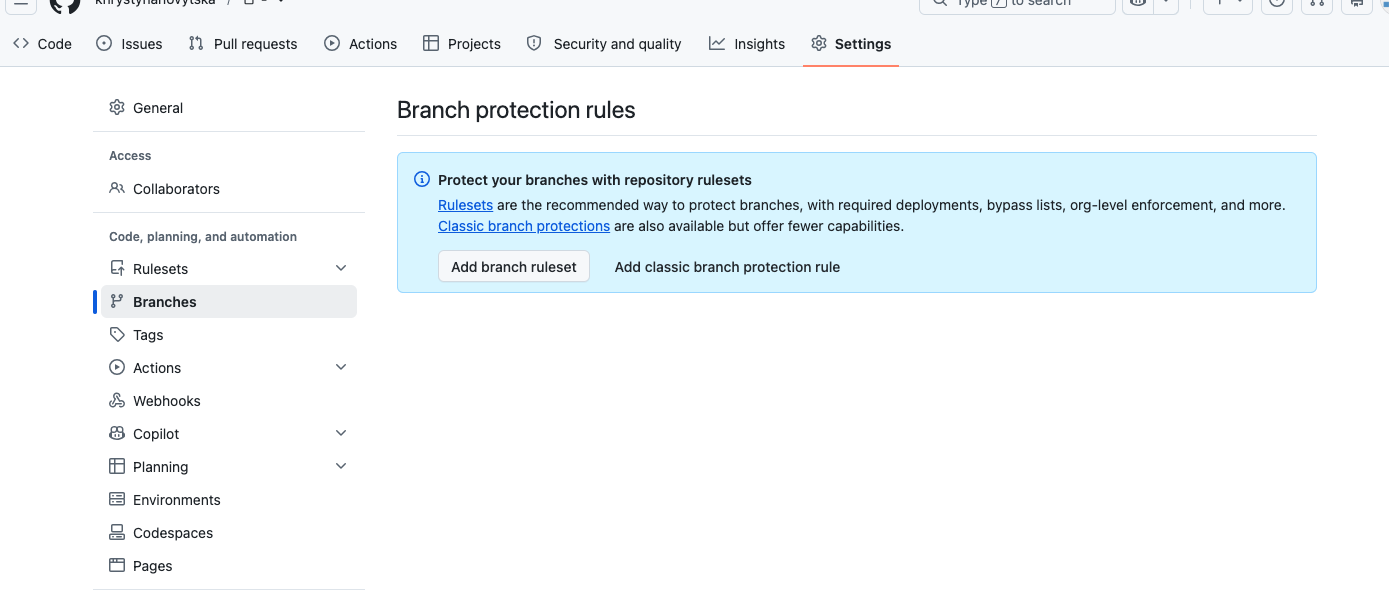 Type / to search
Code
Issues
Pull requests
Actions
Projects
Security and quality
Insights
Settings
General
Access
Collaborators
Code, planning, and automation
Rulesets
Branches
Tags
Actions
Webhooks
Copilot
Planning
Environments
Codespaces
Pages
Branch protection rules
Protect your branches with repository rulesets
Rulesets are the recommended way to protect branches, with required deployments, bypass lists, org-level enforcement, and more.
Classic branch protections are also available but offer fewer capabilities.
Add branch ruleset
Add classic branch protection rule